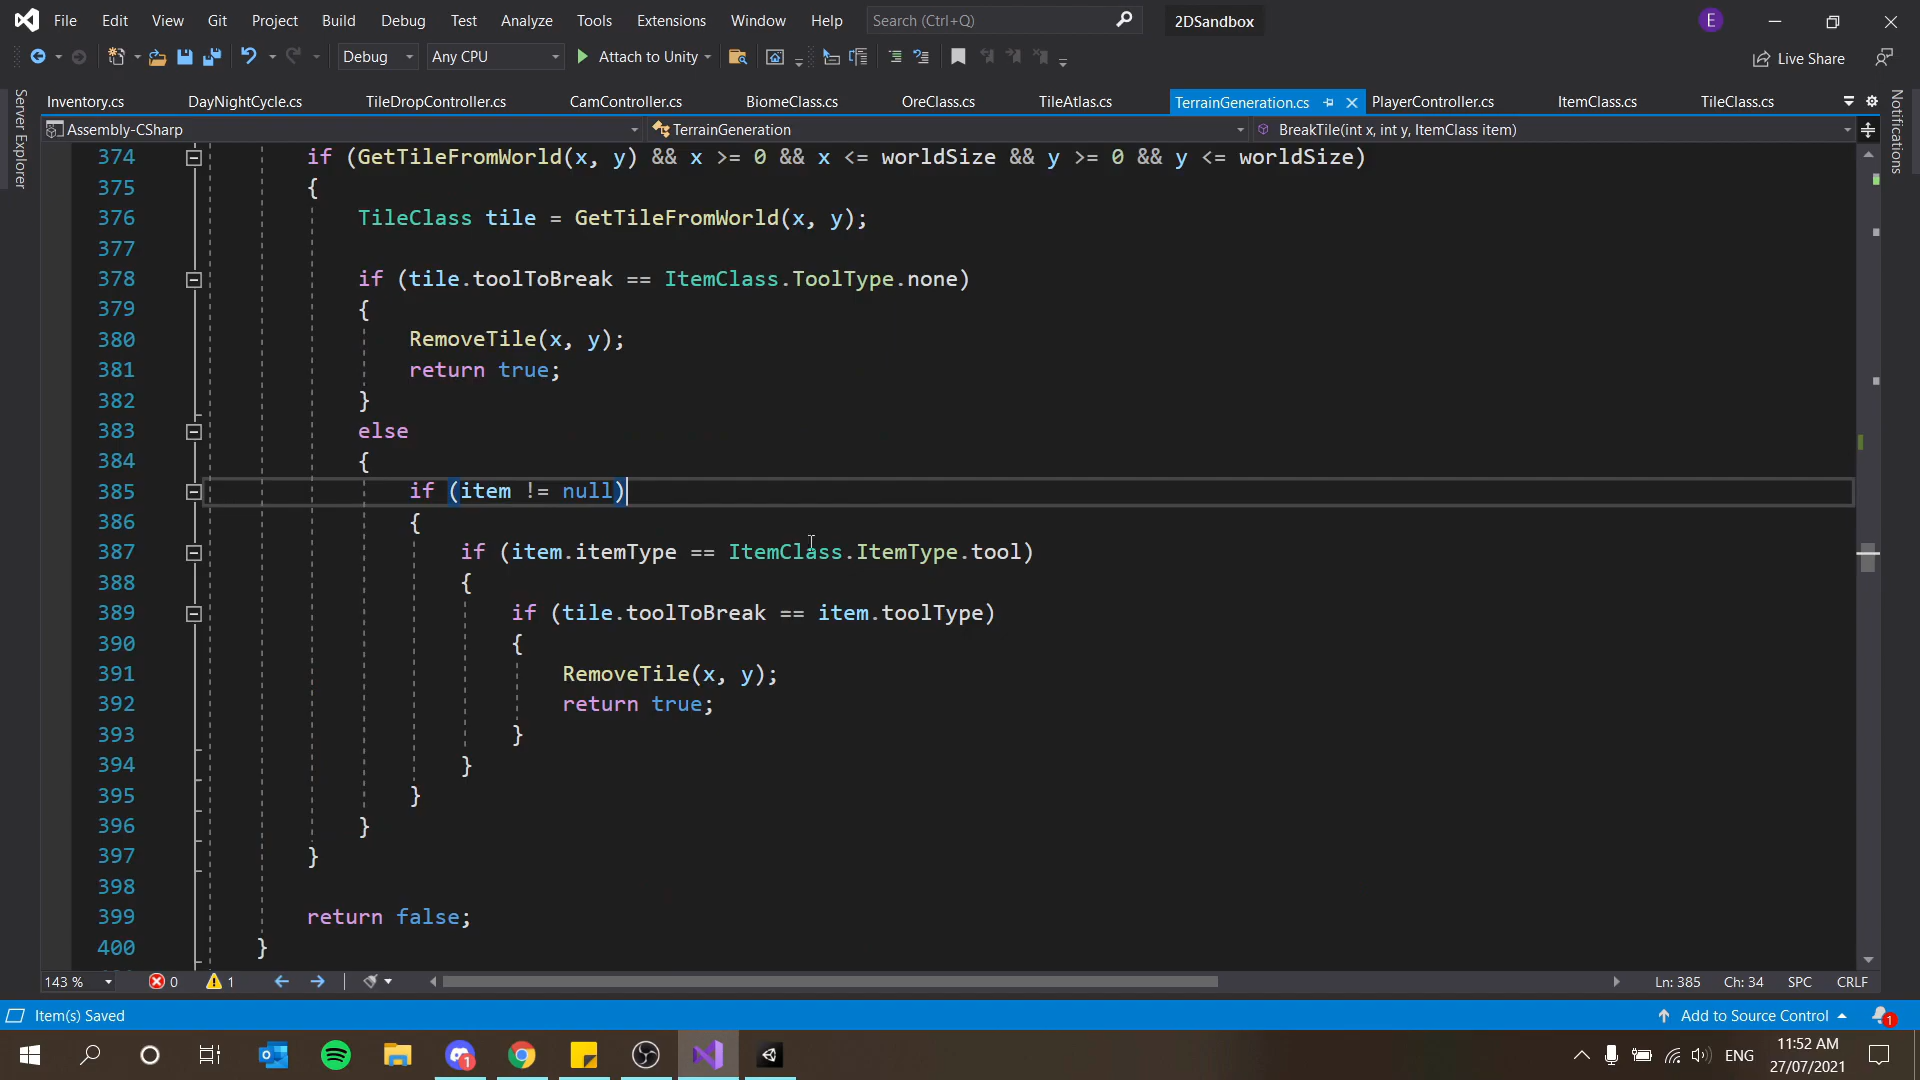 File Edit View Git Project Build Debug Test Analyze Tools Extensions Window Help Search (Ctrl+Q) 2DSandbox E
Debug Any CPU Attach to Unity Live Share
Inventory.cs DayNightCycle.cs TileDropController.cs CamController.cs BiomeClass.cs OreClass.cs TileAtlas.cs TerrainGeneration.cs PlayerController.cs ItemClass.cs TileClass.cs
Assembly-CSharp TerrainGeneration BreakTile(int x, int y, ItemClass item)
Server Explorer
Notifications
374 if (GetTileFromWorld(x, y) && x >= 0 && x <= worldSize && y >= 0 && y <= worldSize)
375 {
376 TileClass tile = GetTileFromWorld(x, y);
377
378 if (tile.toolToBreak == ItemClass.ToolType.none)
379 {
380 RemoveTile(x, y);
381 return true;
382 }
383 else
384 {
385 if (item != null)
386 {
387 if (item.itemType == ItemClass.ItemType.tool)
388 {
389 if (tile.toolToBreak == item.toolType)
390 {
391 RemoveTile(x, y);
392 return true;
393 }
394 }
395 }
396 }
397 }
398
399 return false;
400 }
143 % 0 1 Ln: 385 Ch: 34 SPC CRLF
Item(s) Saved Add to Source Control 1
1 ENG 11:52 AM
27/07/2021